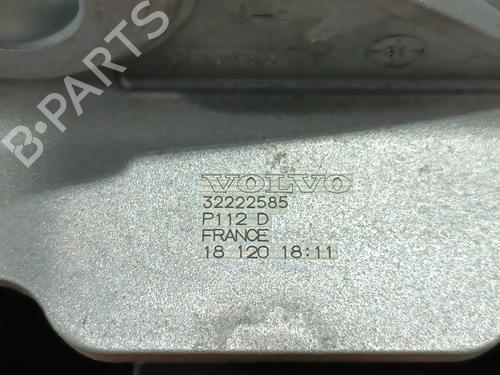 B-PARTS
VOLVO
32222585
P112 D
FRANCE
18 120 18:11